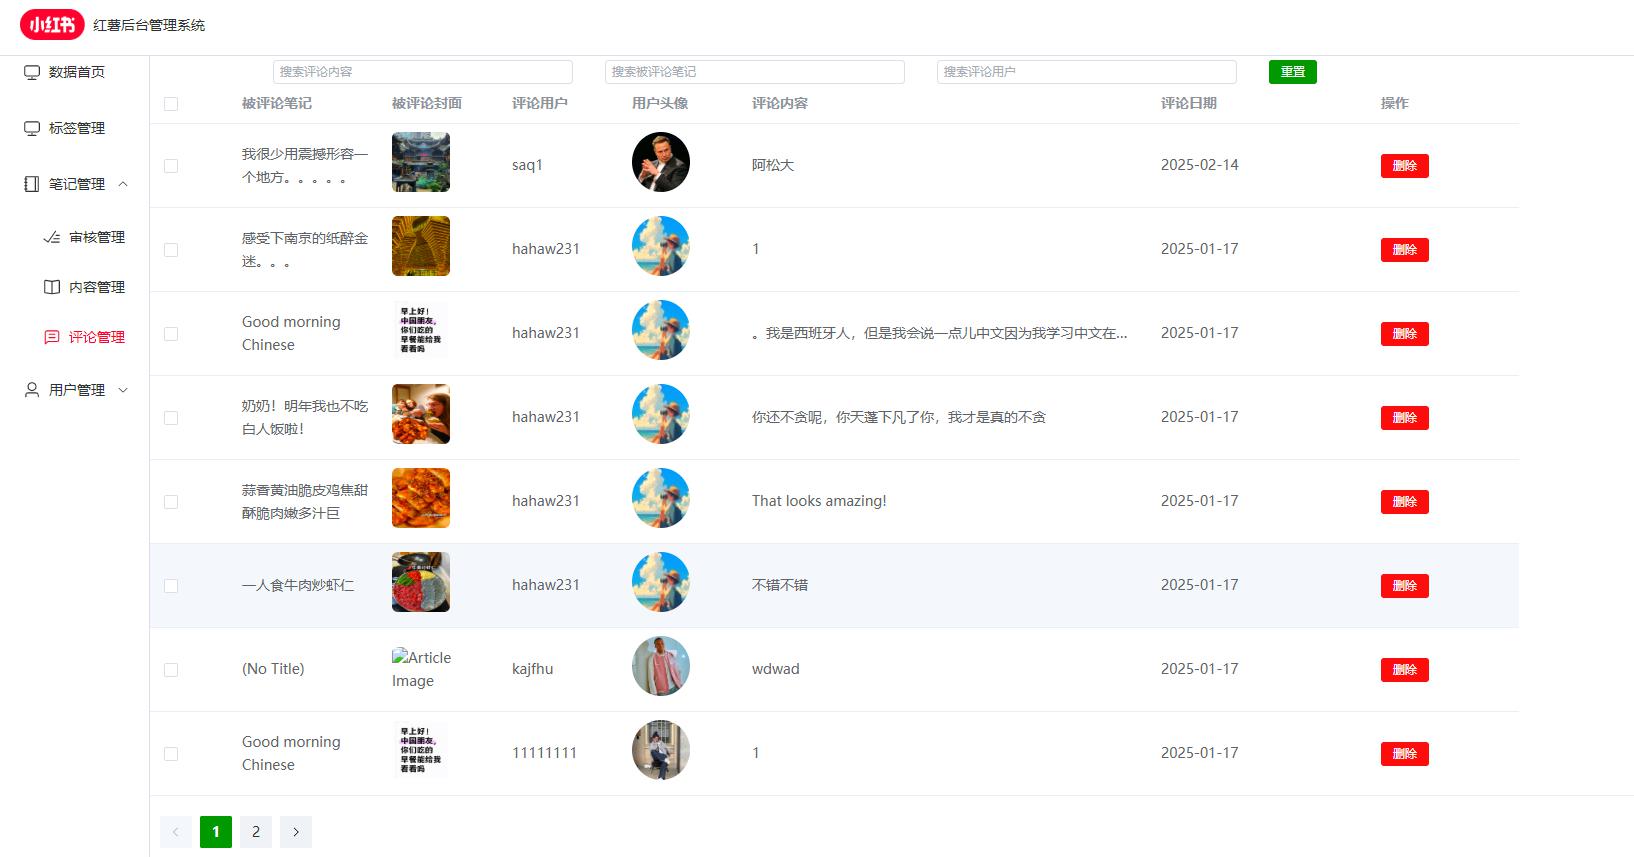 小红书 红薯后台管理系统
数据首页
标签管理
笔记管理
审核管理
内容管理
评论管理
用户管理
搜索评论内容 搜索被评论笔记 搜索评论用户 重置
被评论笔记 被评论封面 评论用户 用户头像 评论内容 评论日期 操作
我很少用震撼形容一
个地方。。。。。
saq1 阿松大 2025-02-14 删除
感受下南京的纸醉金
迷。。。
hahaw231 1 2025-01-17 删除
Good morning
Chinese
早上好！
中国朋友，
你们吃的
早餐能给我
看看吗
hahaw231 。我是西班牙人，但是我会说一点儿中文因为我学习中文在... 2025-01-17 删除
奶奶！明年我也不吃
白人饭啦！
hahaw231 你还不贪呢，你天蓬下凡了你，我才是真的不贪 2025-01-17 删除
蒜香黄油脆皮鸡焦甜
酥脆肉嫩多汁巨
hahaw231 That looks amazing! 2025-01-17 删除
一人食牛肉炒虾仁 hahaw231 不错不错 2025-01-17 删除
(No Title)
Article
Image
kajfhu wdwad 2025-01-17 删除
Good morning
Chinese
早上好！
中国朋友，
你们吃的
早餐能给我
看看吗
11111111 1 2025-01-17 删除
1 2